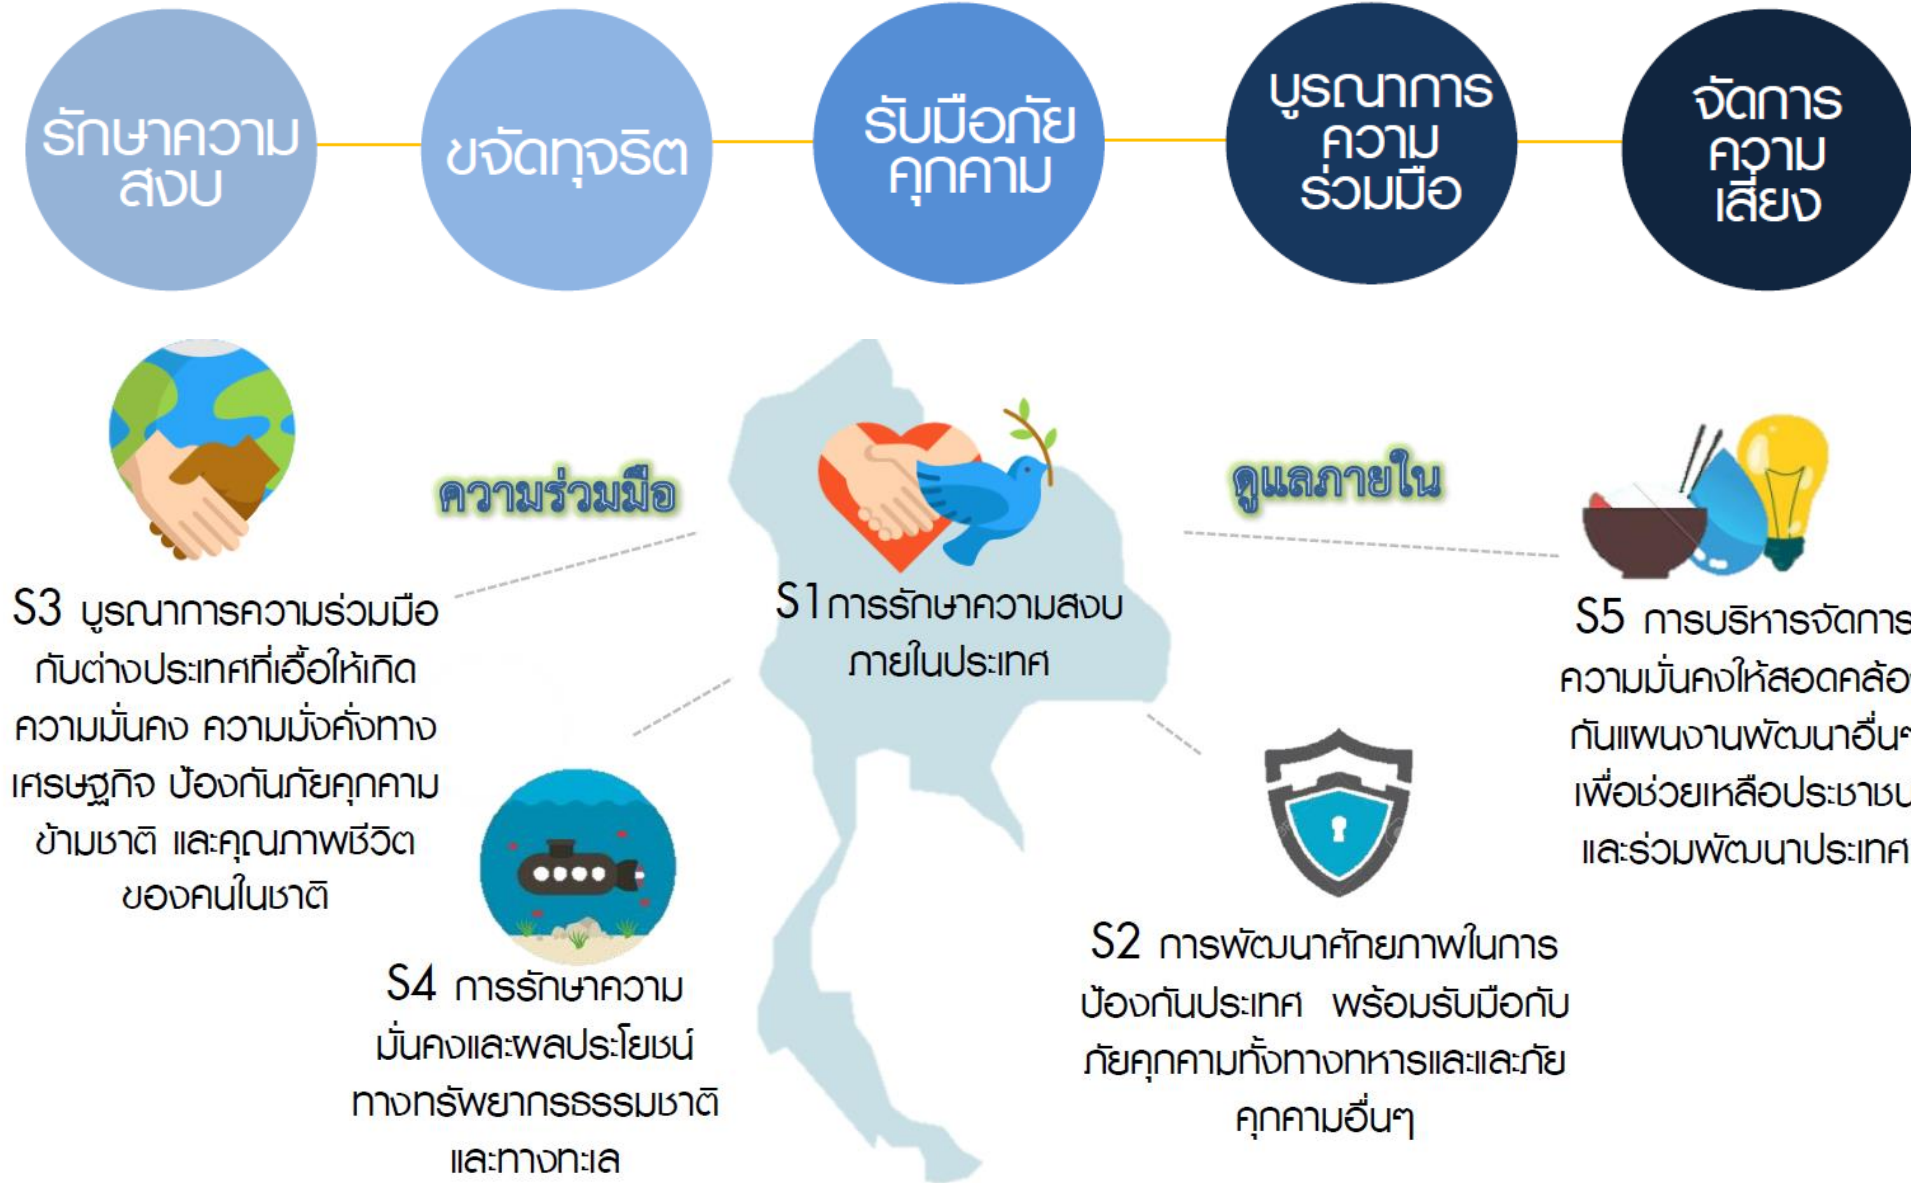 รักษาความ
สงบ
ขจัดทุจริต
รับมือภัย
คุกคาม
บูรณาการ
ความ
ร่วมมือ
จัดการ
ความ
เสี่ยง
ความร่วมมือ
ดูแลภายใน
S3 บูรณาการความร่วมมือ
กับต่างประเทศที่เอื้อให้เกิด
ความมั่นคง ความมั่งคั่งทาง
เศรษฐกิจ ป้องกันภัยคุกคาม
ข้ามชาติ และคุณภาพชีวิต
ของคนในชาติ
S1การรักษาความสงบ
ภายในประเทศ
S5 การบริหารจัดการ
ความมั่นคงให้สอดคล้อง
กันแผนงานพัฒนาอื่นๆ
เพื่อช่วยเหลือประชาชน
และร่วมพัฒนาประเทศ
S4 การรักษาความ
มั่นคงและผลประโยชน์
ทางทรัพยากรธรรมชาติ
และทางทะเล
S2 การพัฒนาศักยภาพในการ
ป้องกันประเทศ พร้อมรับมือกับ
ภัยคุกคามทั้งทางทหารและและภัย
คุกคามอื่นๆ